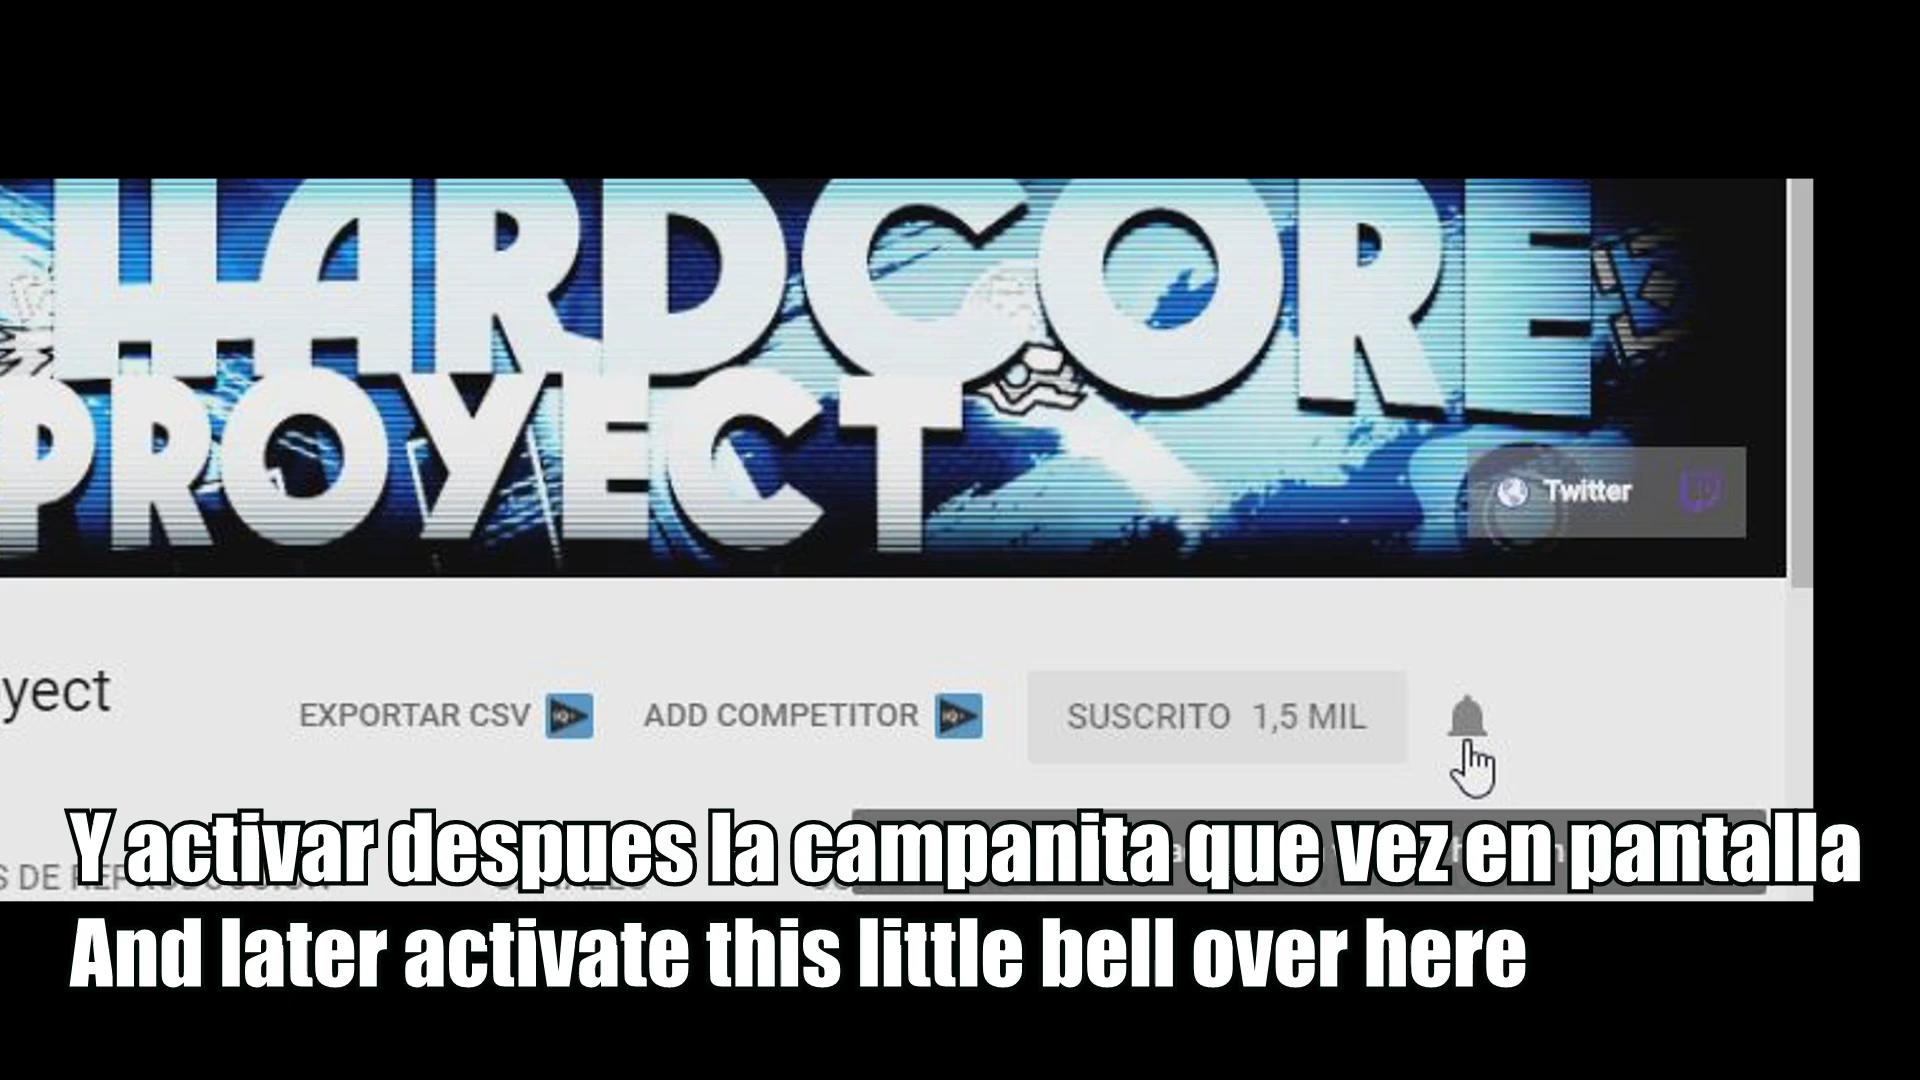 HARDCORE
PROYECT
Twitter
yect
EXPORTAR CSV
ADD COMPETITOR
SUSCRITO 1,5 MIL
Y activar despues la campanita que vez en pantalla
S DE
And later activate this little bell over here